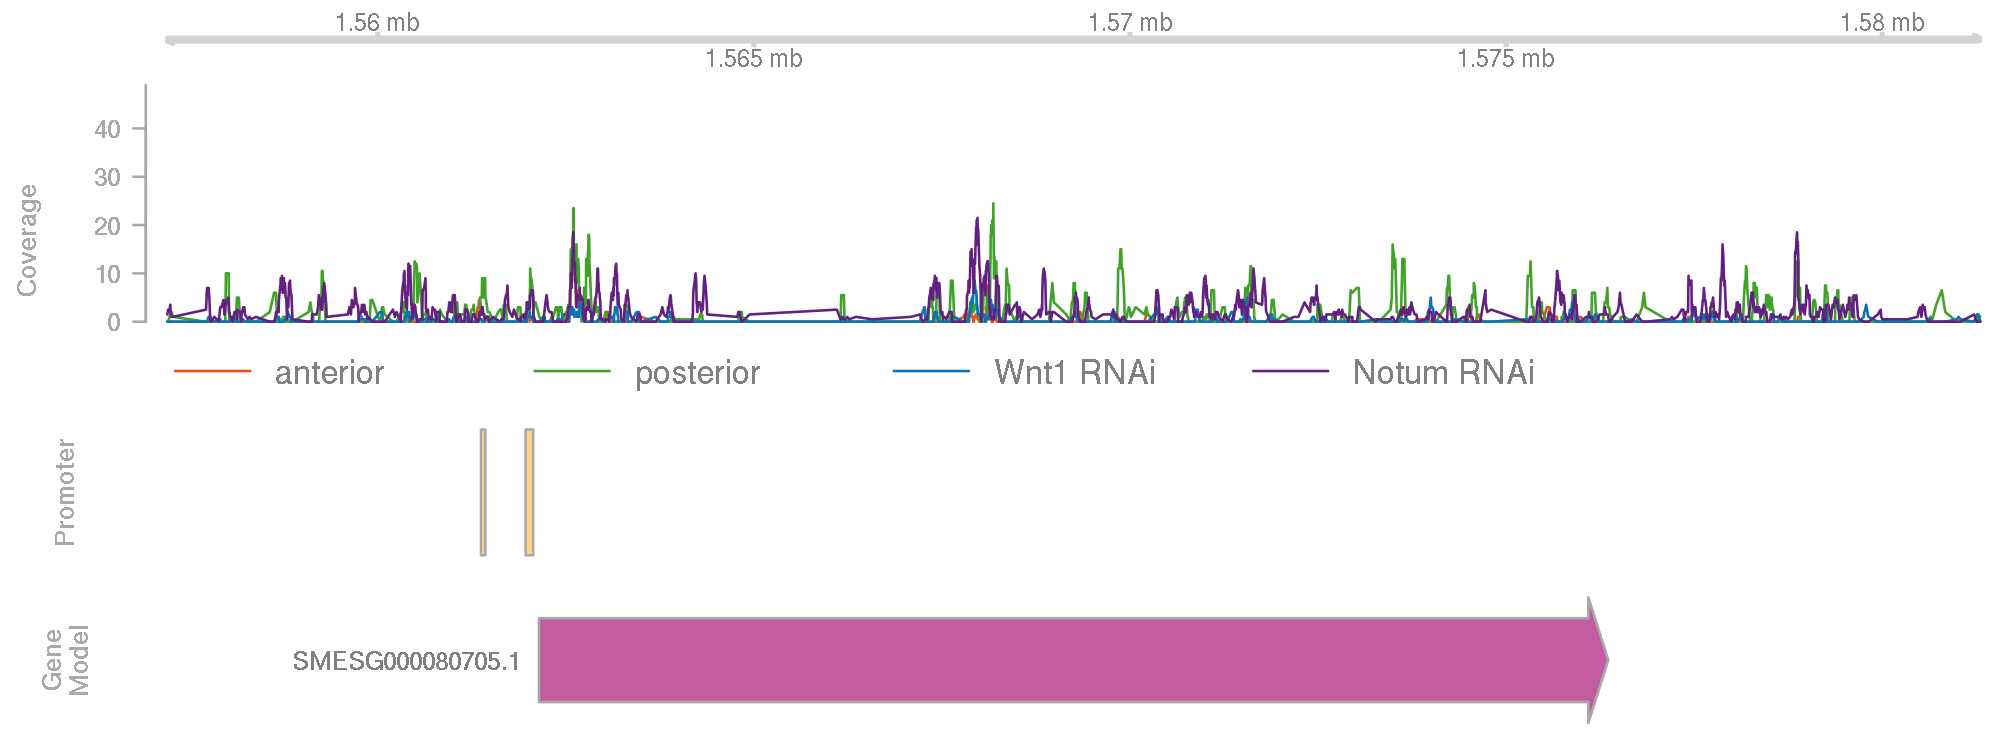 1.56 mb
1.57 mb
1.58 mb
1.565 mb
1.575 mb
Coverage
40
30
20
10
0
anterior
posterior
Wnt1 RNAi
Notum RNAi
Promoter
Gene
Model
SMESG000080705.1